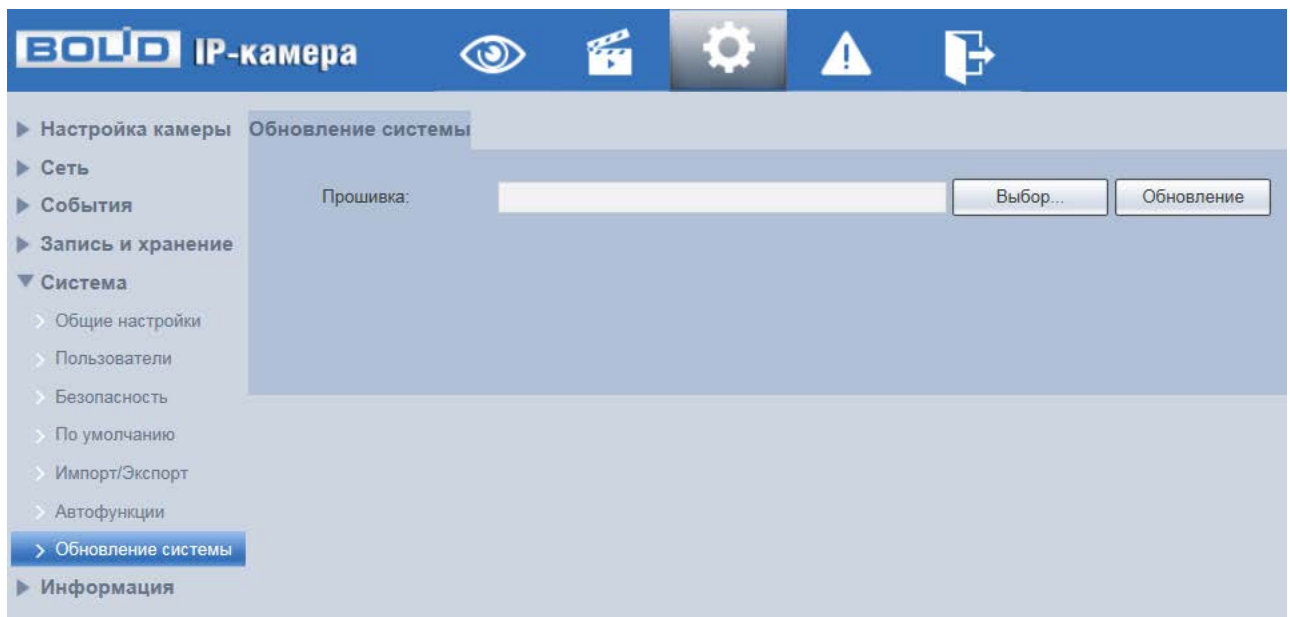 BOLID IP-камера
Настройка камеры
Сеть
События
Запись и хранение
Система
Общие настройки
Пользователи
Безопасность
По умолчанию
Импорт/Экспорт
Автофункции
Обновление системы
Информация
Обновление системы
Прошивка:
Выбор...
Обновление